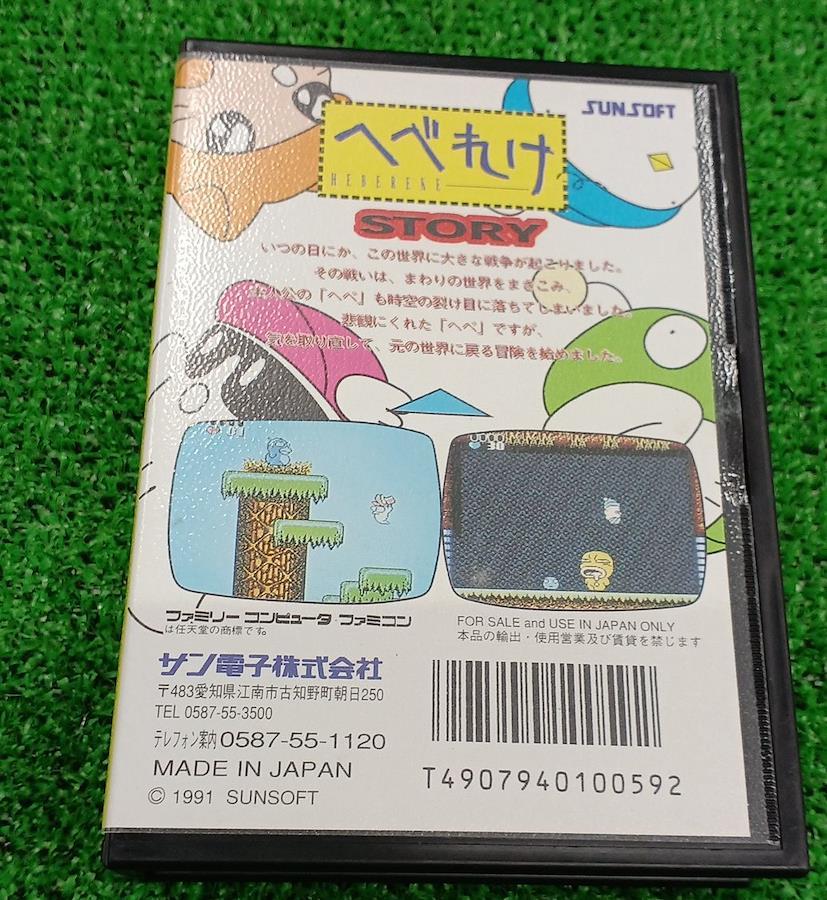 SUNSOFT
へべれけ
HEBEREKE
STORY
いつの日にか、この世界に大きな戦争が起こりました。
その戦いは、まわりの世界をまきこみ、
主人公の「へべ」も時空の裂け目に落ちてしまいました。
悲観にくれた「へべ」ですが、
気を取り直して、元の世界に戻る冒険を始めました。
30
ファミリーコンピュータ・ファミコン
は任天堂の商標です。
FOR SALE and USE IN JAPAN ONLY
本品の輸出・使用営業及び賃貸を禁じます
サン電子株式会社
〒483愛知県江南市古知野町朝日250
TEL 0587-55-3500
テレフォン案内0587-55-1120
MADE IN JAPAN
© 1991 SUNSOFT
T4907940100592